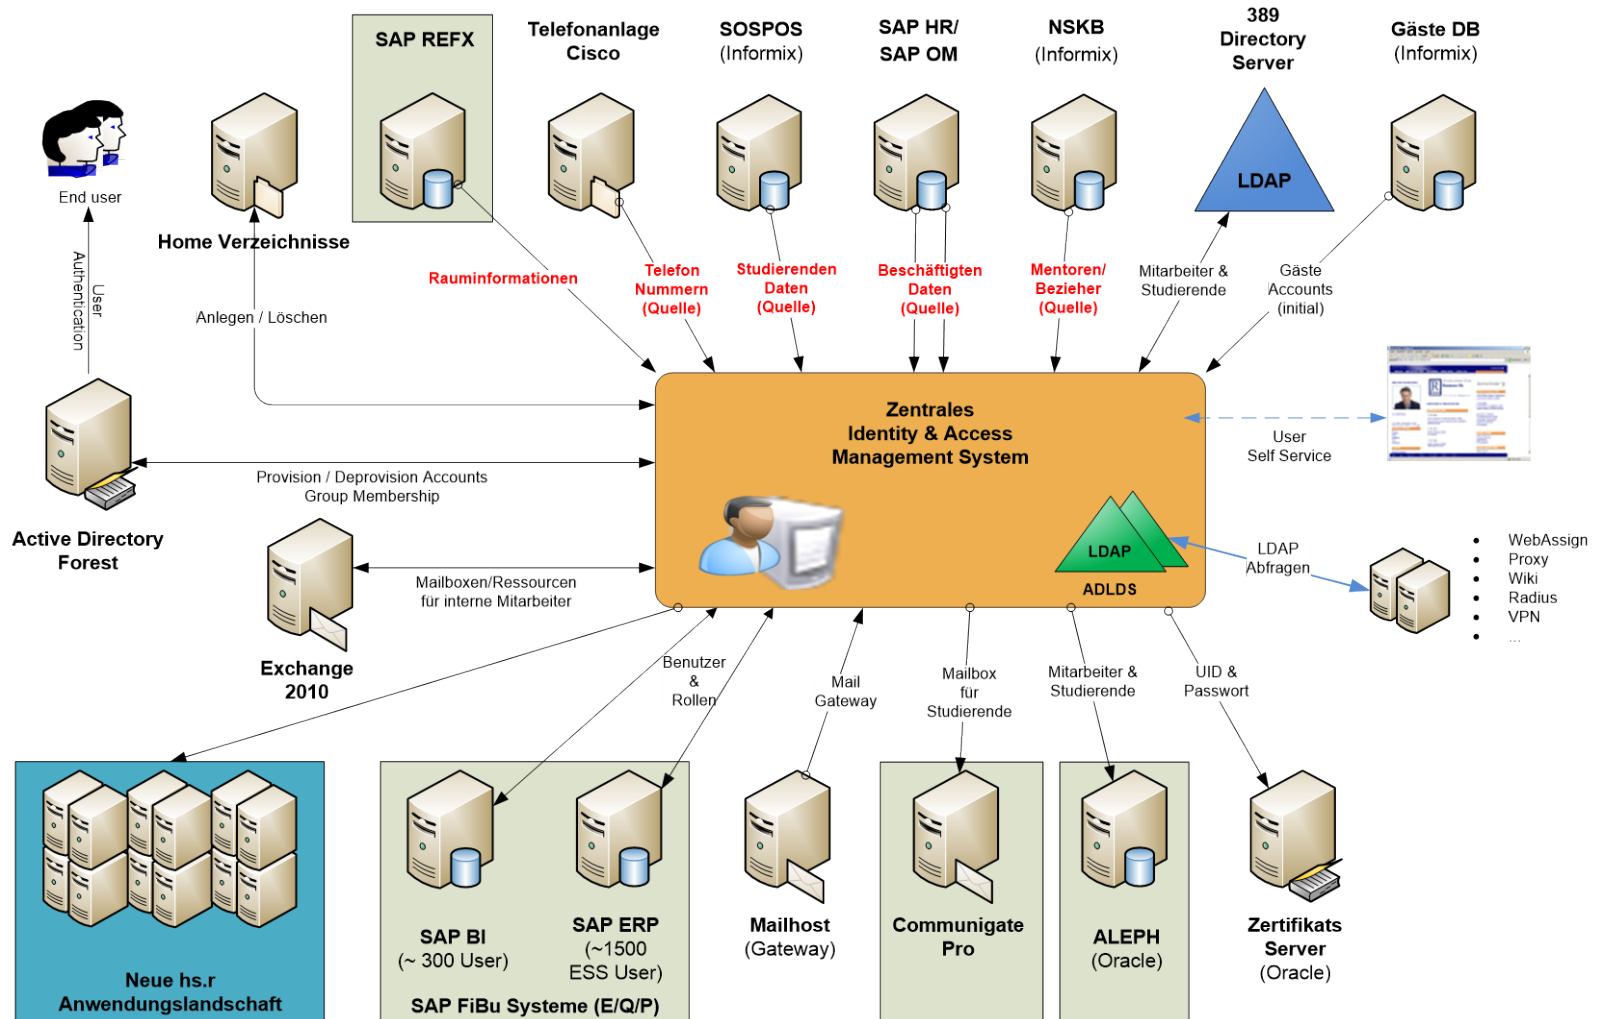 SAP REFX
Telefonanlage
Cisco
SOSPOS
(Informix)
SAP HR/
SAP OM
NSKB
(Informix)
389
Directory
Server
Gäste DB
(Informix)
LDAP
End user
Home Verzeichnisse
User
Authentication
Rauminformationen
Telefon
Nummern
(Quelle)
Studierenden
Daten
(Quelle)
Beschäftigten
Daten
(Quelle)
Mentoren/
Bezieher
(Quelle)
Mitarbeiter &
Studierende
Gäste
Accounts
(initial)
Anlegen / Löschen
Zentrales
Identity & Access
Management System
User
Self Service
Provision / Deprovision Accounts
Group Membership
Active Directory
Forest
Mailboxen/Ressourcen
für interne Mitarbeiter
LDAP
ADLDS
LDAP
Abfragen
• WebAssign
• Proxy
• Wiki
• Radius
• VPN
• ...
Exchange
2010
Benutzer
&
Rollen
Mail
Gateway
Mailbox
für
Studierende
Mitarbeiter &
Studierende
UID &
Passwort
Neue hs.r
Anwendungslandschaft
SAP BI
(~ 300 User)
SAP ERP
(~1500
ESS User)
SAP FiBu Systeme (E/Q/P)
Mailhost
(Gateway)
Communigate
Pro
ALEPH
(Oracle)
Zertifikats
Server
(Oracle)